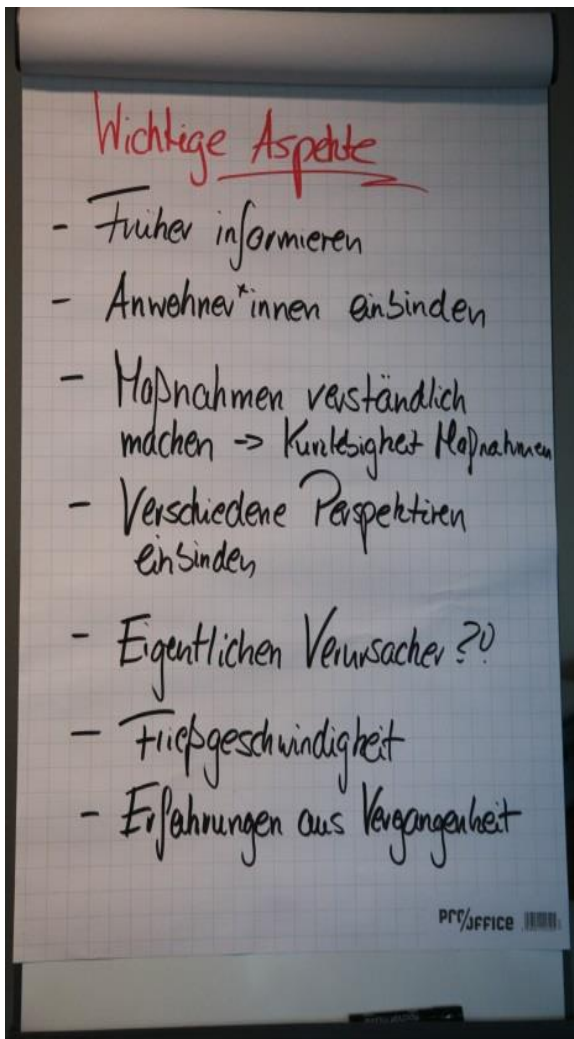 Wichtige Aspekte
- Früher informieren
- Anwohner*innen einbinden
- Maßnahmen verständlich
machen -> Kurzlebigkeit Maßnahmen
- Verschiedene Perspektiven
einbinden
- Eigentlichen Verursacher ??
- Fließgeschwindigkeit
- Erfahrungen aus Vergangenheit
pro/office